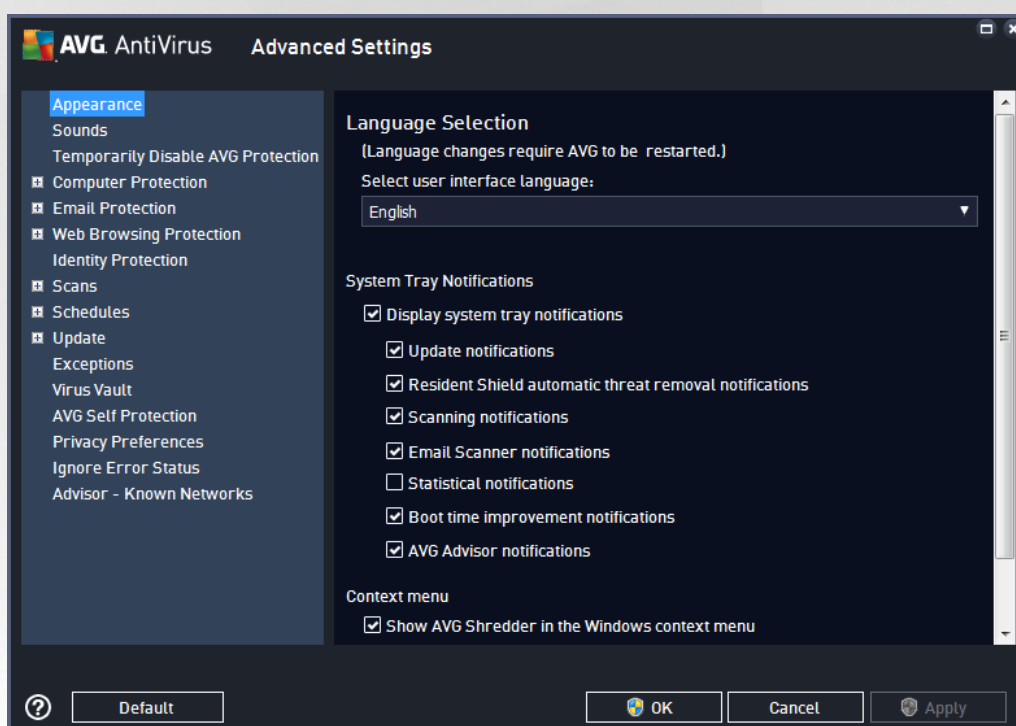 AVG. AntiVirus Advanced Settings
Appearance
Sounds
Temporarily Disable AVG Protection
Computer Protection
Email Protection
Web Browsing Protection
Identity Protection
Scans
Schedules
Update
Exceptions
Virus Vault
AVG Self Protection
Privacy Preferences
Ignore Error Status
Advisor - Known Networks
Language Selection
(Language changes require AVG to be restarted.)
Select user interface language:
English
System Tray Notifications
Display system tray notifications
Update notifications
Resident Shield automatic threat removal notifications
Scanning notifications
Email Scanner notifications
Statistical notifications
Boot time improvement notifications
AVG Advisor notifications
Context menu
Show AVG Shredder in the Windows context menu
? Default OK Cancel Apply